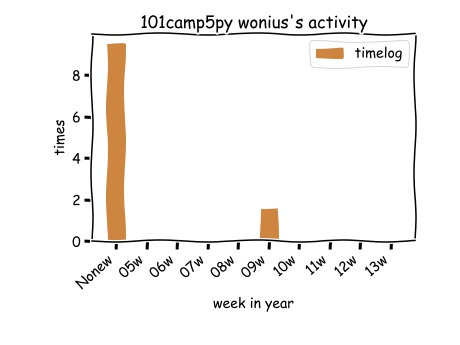 101camp5py wonius's activity
timelog
times
8
6
4
2
0
Nonew 05w 06w 07w 08w 09w 10w 11w 12w 13w
week in year